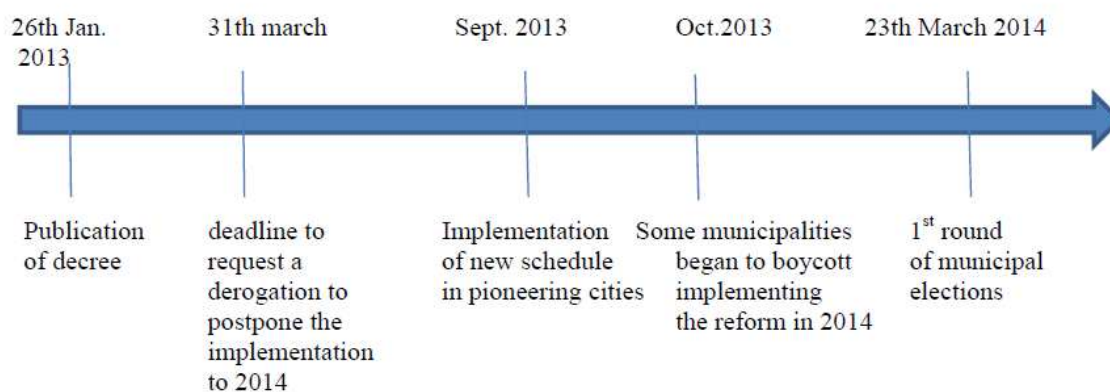 26th Jan.
2013
31th march
Sept. 2013
Oct.2013
23th March 2014
Publication
of decree
deadline to
request a
derogation to
postpone the
implementation
to 2014
Implementation
of new schedule
in pioneering cities
Some municipalities
began to boycott
implementing
the reform in 2014
1st round
of municipal
elections